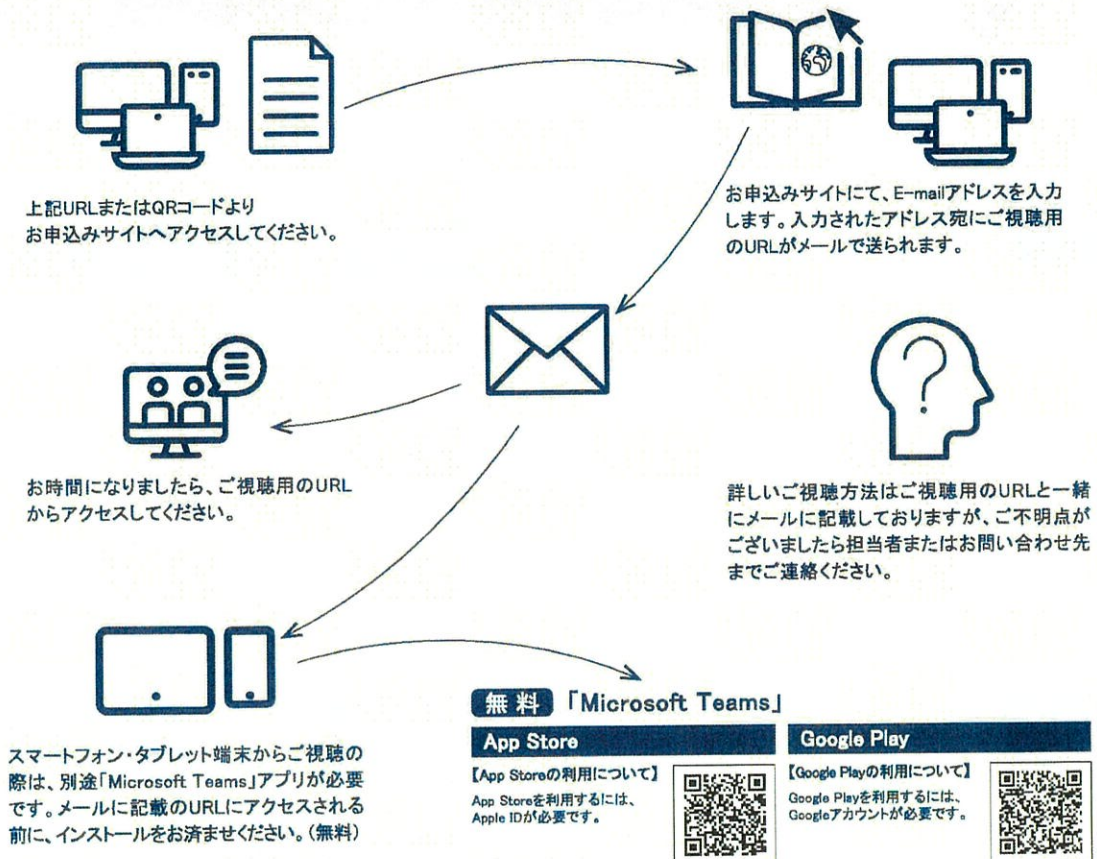 上記URLまたはQRコードより
お申込みサイトへアクセスしてください。
お申込みサイトにて、E-mailアドレスを入力
します。入力されたアドレス宛にご視聴用
のURLがメールで送られます。
お時間になりましたら、ご視聴用のURL
からアクセスしてください。
?
詳しいご視聴方法はご視聴用のURLと一緒
にメールに記載しておりますが、ご不明点が
ございましたら担当者またはお問い合わせ先
までご連絡ください。
スマートフォン・タブレット端末からご視聴の
際は、別途「Microsoft Teams」アプリが必要
です。メールに記載のURLにアクセスされる
前に、インストールをお済ませください。(無料)
無料 「Microsoft Teams」
App Store
【App Storeの利用について】
App Storeを利用するには、
Apple IDが必要です。
Google Play
【Google Playの利用について】
Google Playを利用するには、
Googleアカウントが必要です。